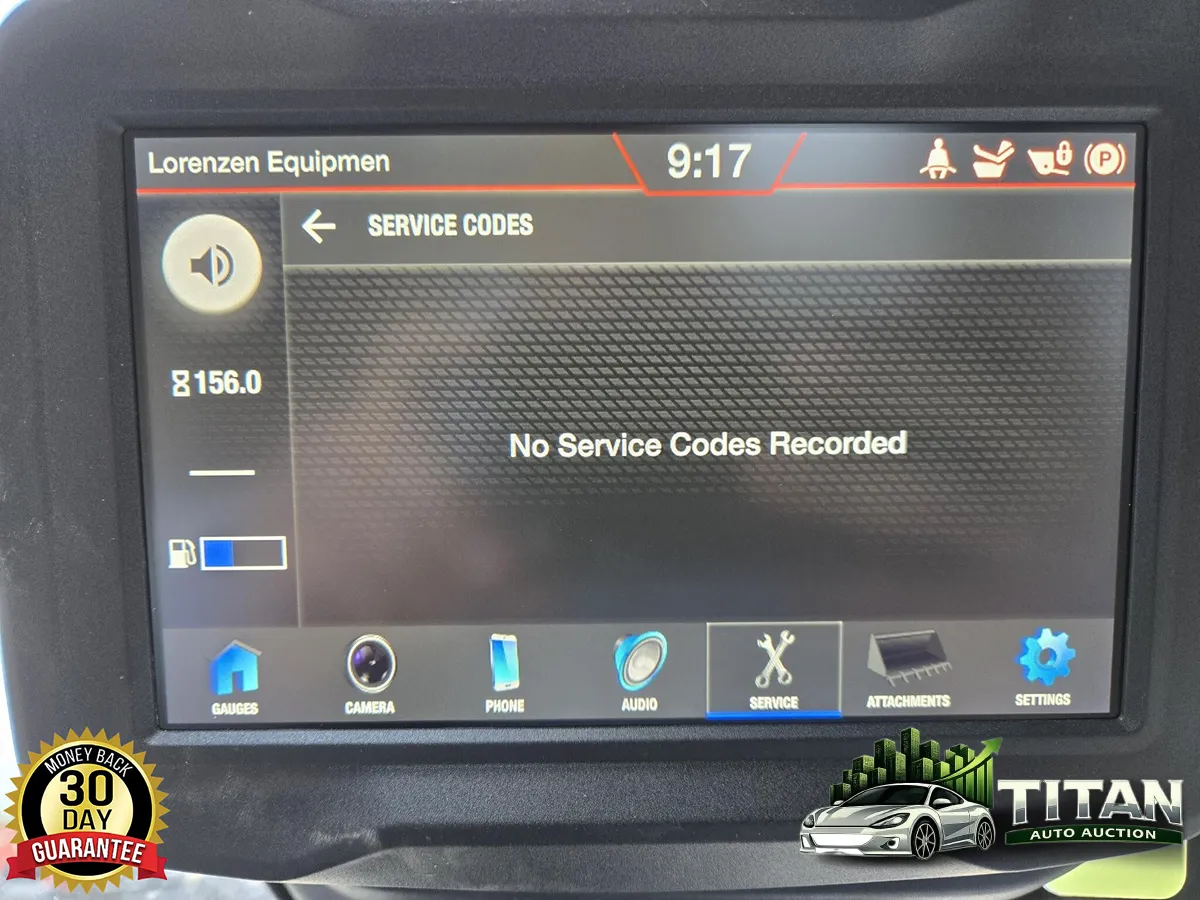 Lorenzen Equipmen
9:17
P
SERVICE CODES
156.0
No Service Codes Recorded
GAUGES
CAMERA
PHONE
AUDIO
SERVICE
ATTACHMENTS
SETTINGS
MONEY BACK
30
DAY
GUARANTEE
TITAN
AUTO AUCTION